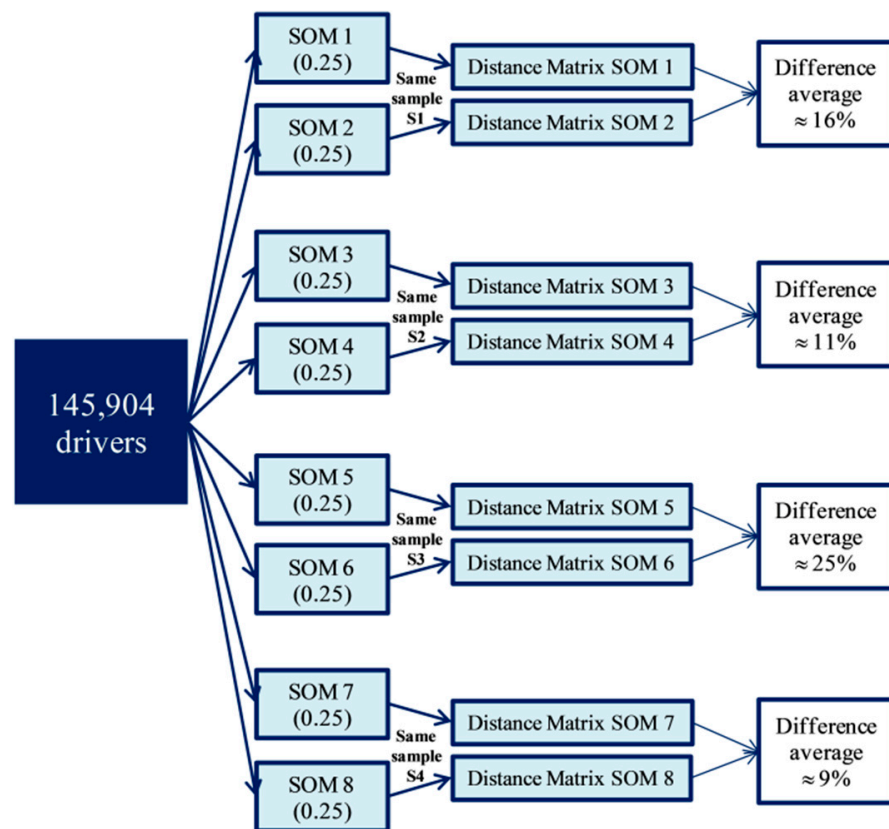 145,904
drivers
SOM 1
(0.25)
SOM 2
(0.25)
Same
sample
S1
Distance Matrix SOM 1
Distance Matrix SOM 2
Difference
average
≈16%
SOM 3
(0.25)
SOM 4
(0.25)
Same
sample
S2
Distance Matrix SOM 3
Distance Matrix SOM 4
Difference
average
≈11%
SOM 5
(0.25)
SOM 6
(0.25)
Same
sample
S3
Distance Matrix SOM 5
Distance Matrix SOM 6
Difference
average
≈25%
SOM 7
(0.25)
SOM 8
(0.25)
Same
sample
S4
Distance Matrix SOM 7
Distance Matrix SOM 8
Difference
average
≈9%